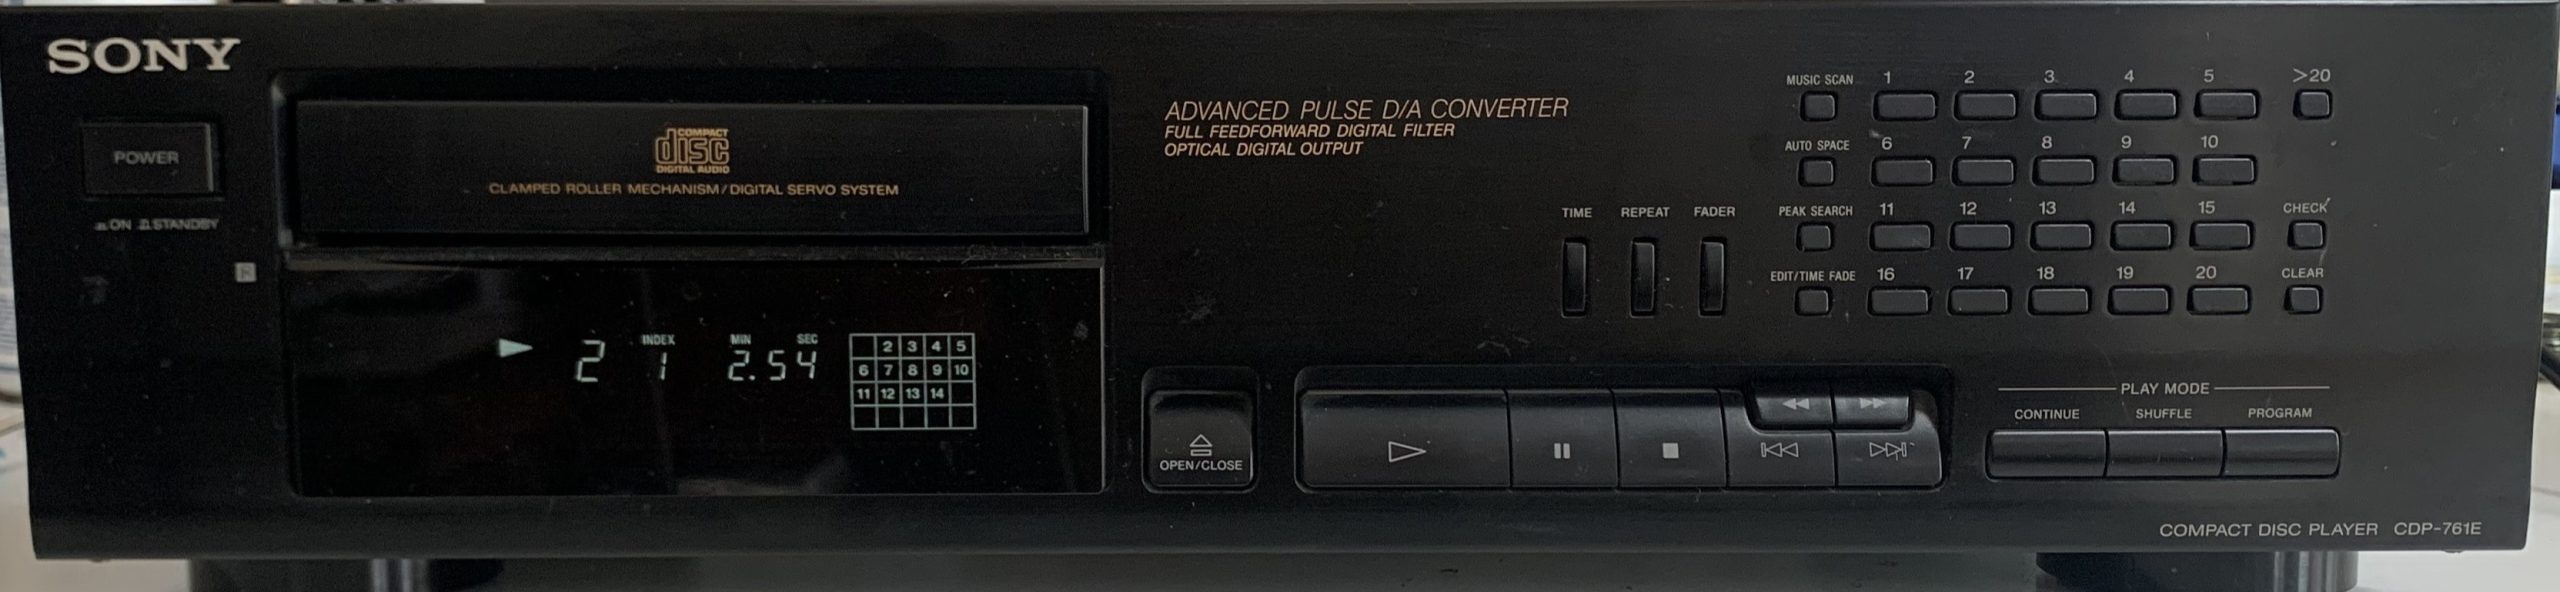 SONY
POWER
ON STANDBY
R
COMPACT
disc
DIGITAL AUDIO
CLAMPED ROLLER MECHANISM/DIGITAL SERVO SYSTEM
2 INDEX 1 MIN 2. SEC 54
2 3 4 5
6 7 8 9 10
11 12 13 14
ADVANCED PULSE D/A CONVERTER
FULL FEEDFORWARD DIGITAL FILTER
OPTICAL DIGITAL OUTPUT
TIME REPEAT FADER
MUSIC SCAN 1 2 3 4 5 >20
AUTO SPACE 6 7 8 9 10
PEAK SEARCH 11 12 13 14 15 CHECK
EDIT/TIME FADE 16 17 18 19 20 CLEAR
OPEN/CLOSE
PLAY MODE
CONTINUE SHUFFLE PROGRAM
COMPACT DISC PLAYER CDP-761E